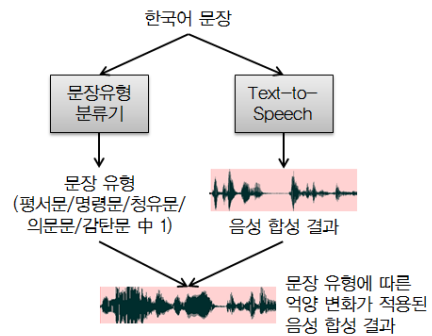 한국어 문장
문장유형
분류기
Text-to-
Speech
문장 유형
(평서문/명령문/청유문/
의문문/감탄문 中 1)
음성 합성 결과
문장 유형에 따른
억양 변화가 적용된
음성 합성 결과